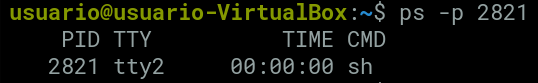 usuario@usuario-VirtualBox:~$ ps -p 2821
PID TTY TIME CMD
2821 tty2 00:00:00 sh